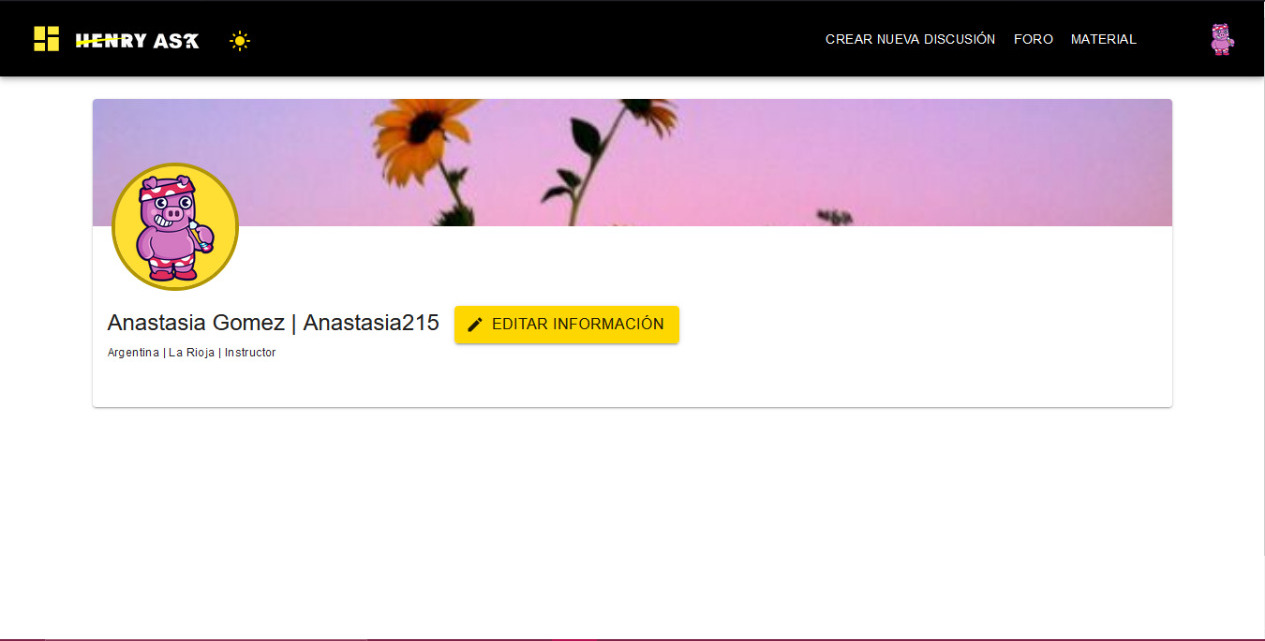 HENRY ASK
CREAR NUEVA DISCUSIÓN FORO MATERIAL
Anastasia Gomez | Anastasia215
EDITAR INFORMACIÓN
Argentina | La Rioja | Instructor